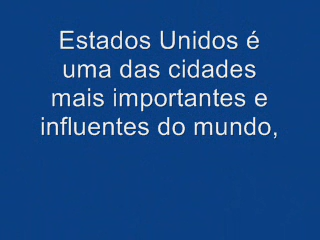 Estados Unidos é
uma das cidades
mais importantes e
influentes do mundo,